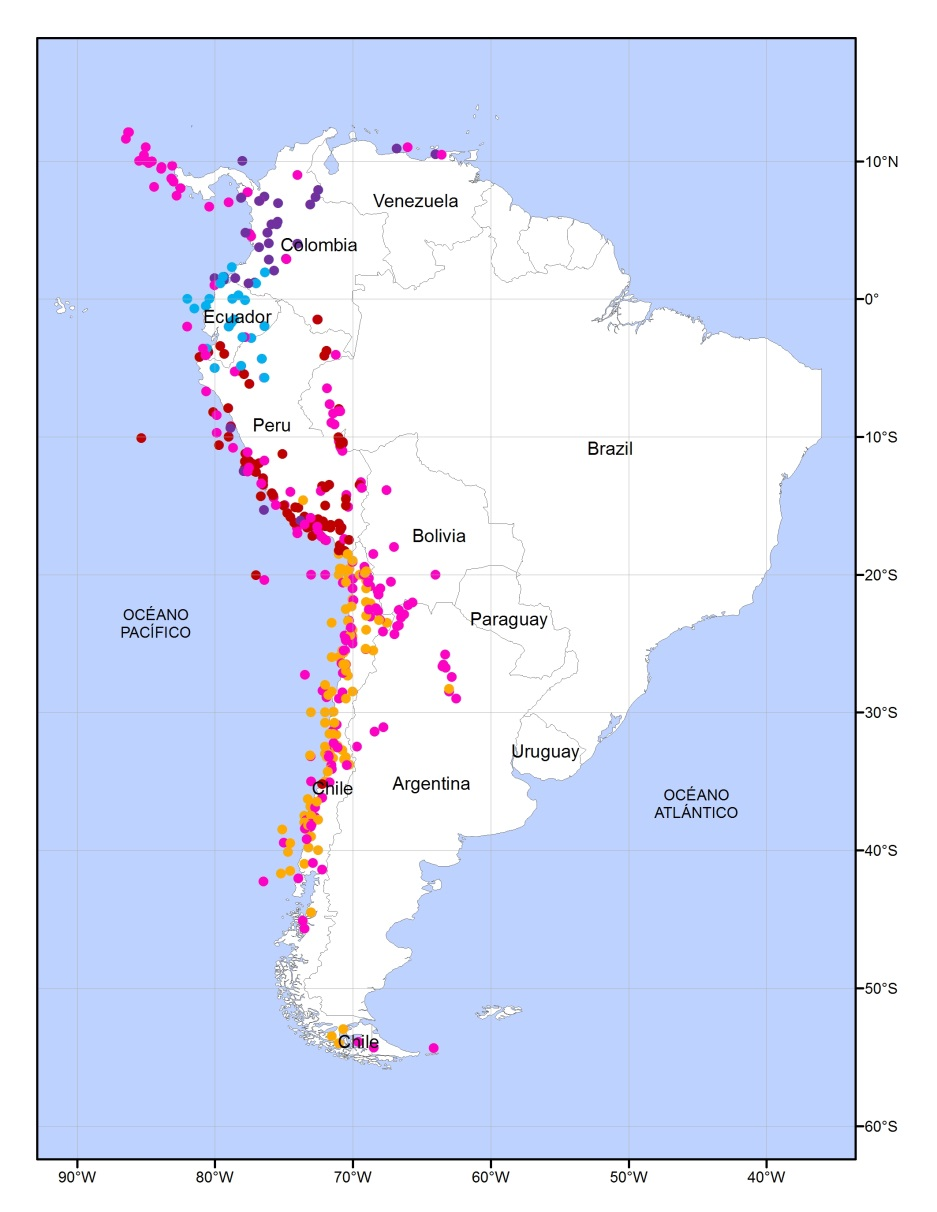 10°N
Venezuela
Colombia
0°
Ecuador
Peru
10°S
Brazil
Bolivia
20°S
OCÉANO
PACÍFICO
Paraguay
30°S
Uruguay
Argentina
Chile
OCÉANO
ATLÁNTICO
40°S
50°S
Chile
60°S
90°W
80°W
70°W
60°W
50°W
40°W